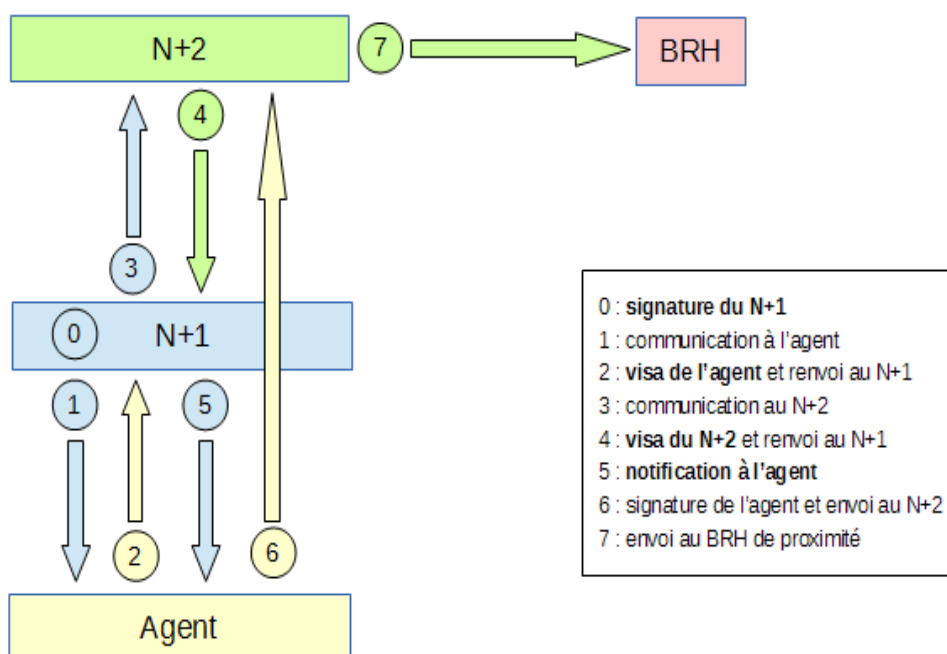 N+2
7
BRH
4
3
0
N+1
1
5
2
6
Agent
0 : signature du N+1
1 : communication à l'agent
2 : visa de l'agent et renvoi au N+1
3 : communication au N+2
4 : visa du N+2 et renvoi au N+1
5 : notification à l'agent
6 : signature de l'agent et envoi au N+2
7 : envoi au BRH de proximité